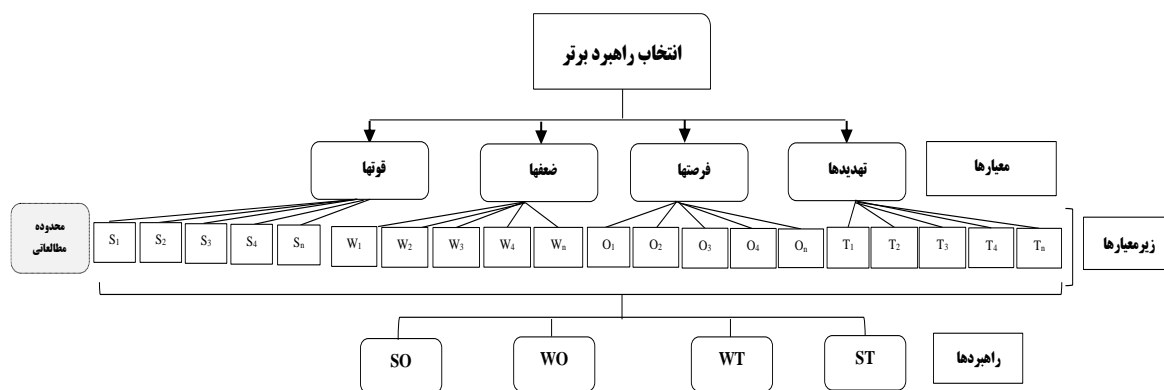 انتخاب راهبرد برتر
معیارها
تهدیدها
فرصتها
ضعفها
قوتها
زیرمعیارها
محدوده
مطالعاتی
S₁ S₂ S₃ S₄ Sₙ W₁ W₂ W₃ W₄ Wₙ O₁ O₂ O₃ O₄ Oₙ T₁ T₂ T₃ T₄ Tₙ
راهبردها
SO WO WT ST